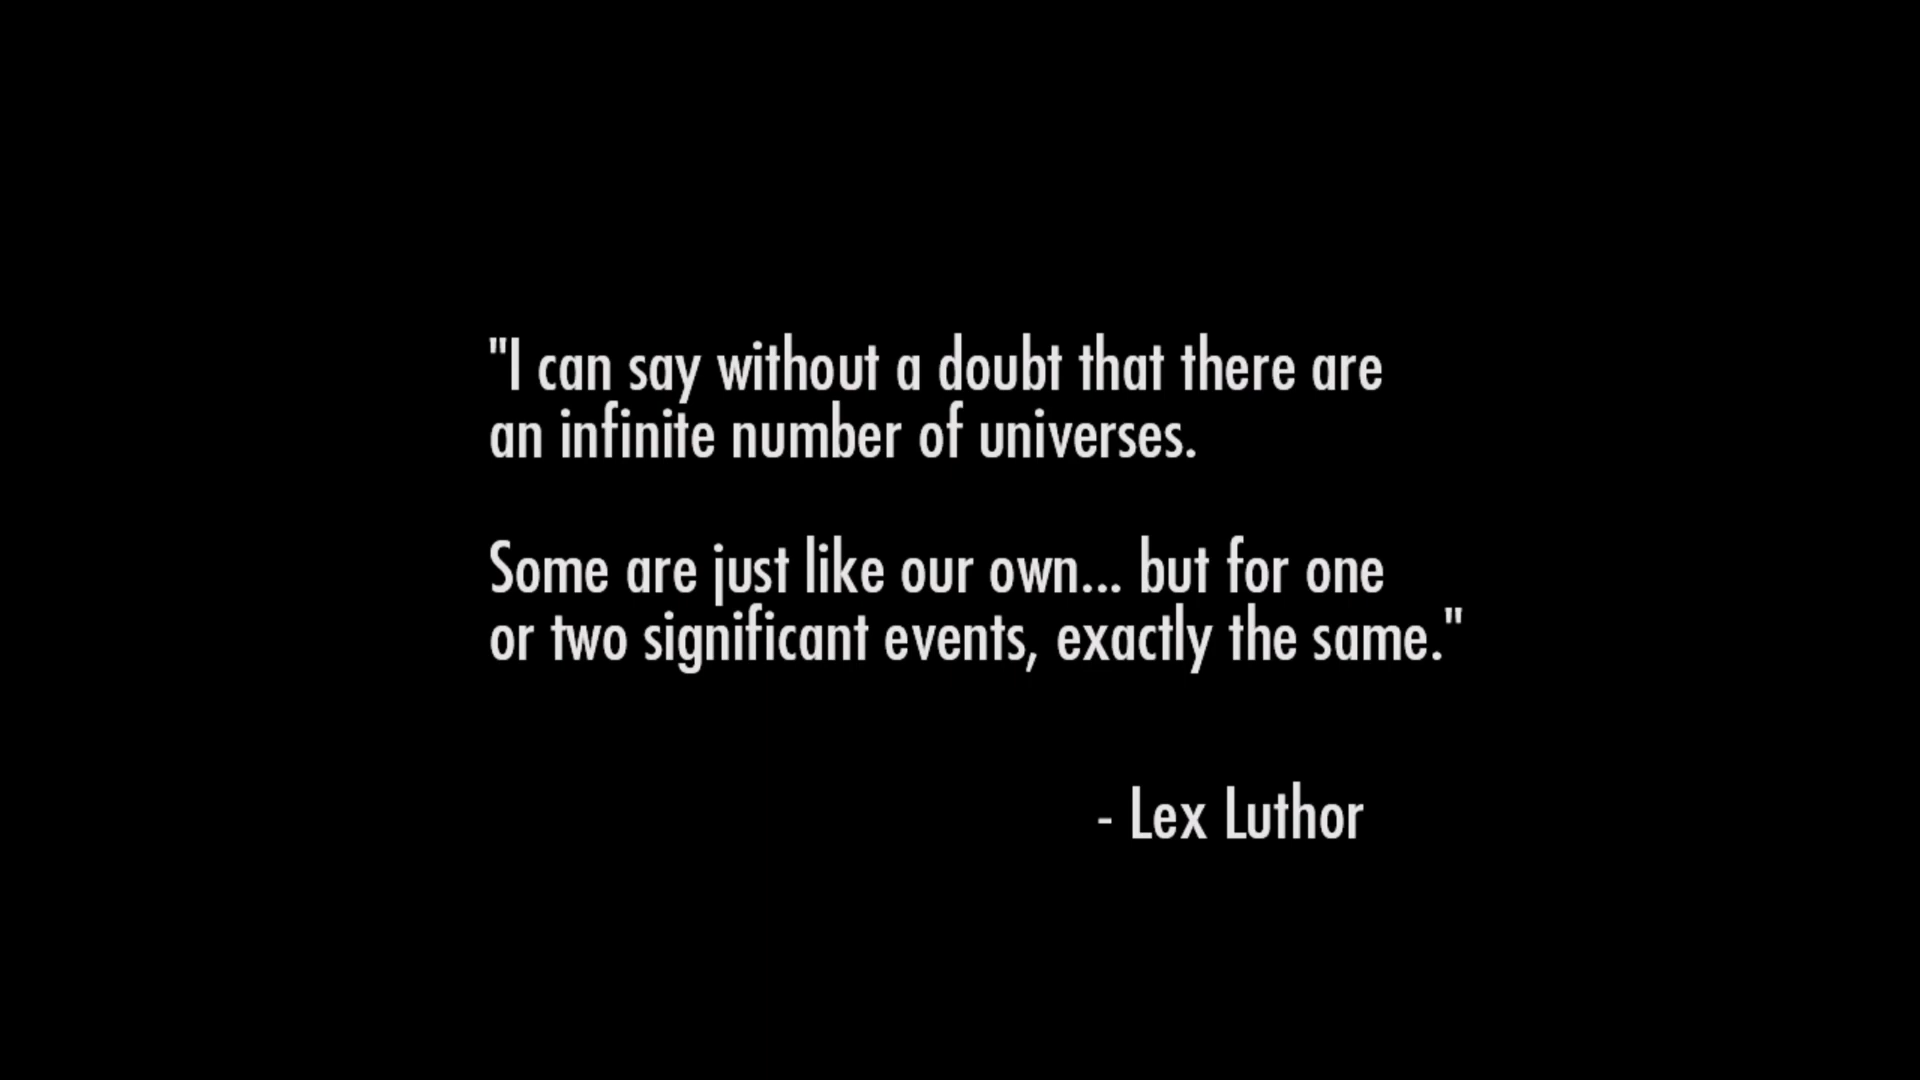 "I can say without a doubt that there are
an infinite number of universes.
Some are just like our own... but for one
or two significant events, exactly the same."
- Lex Luthor